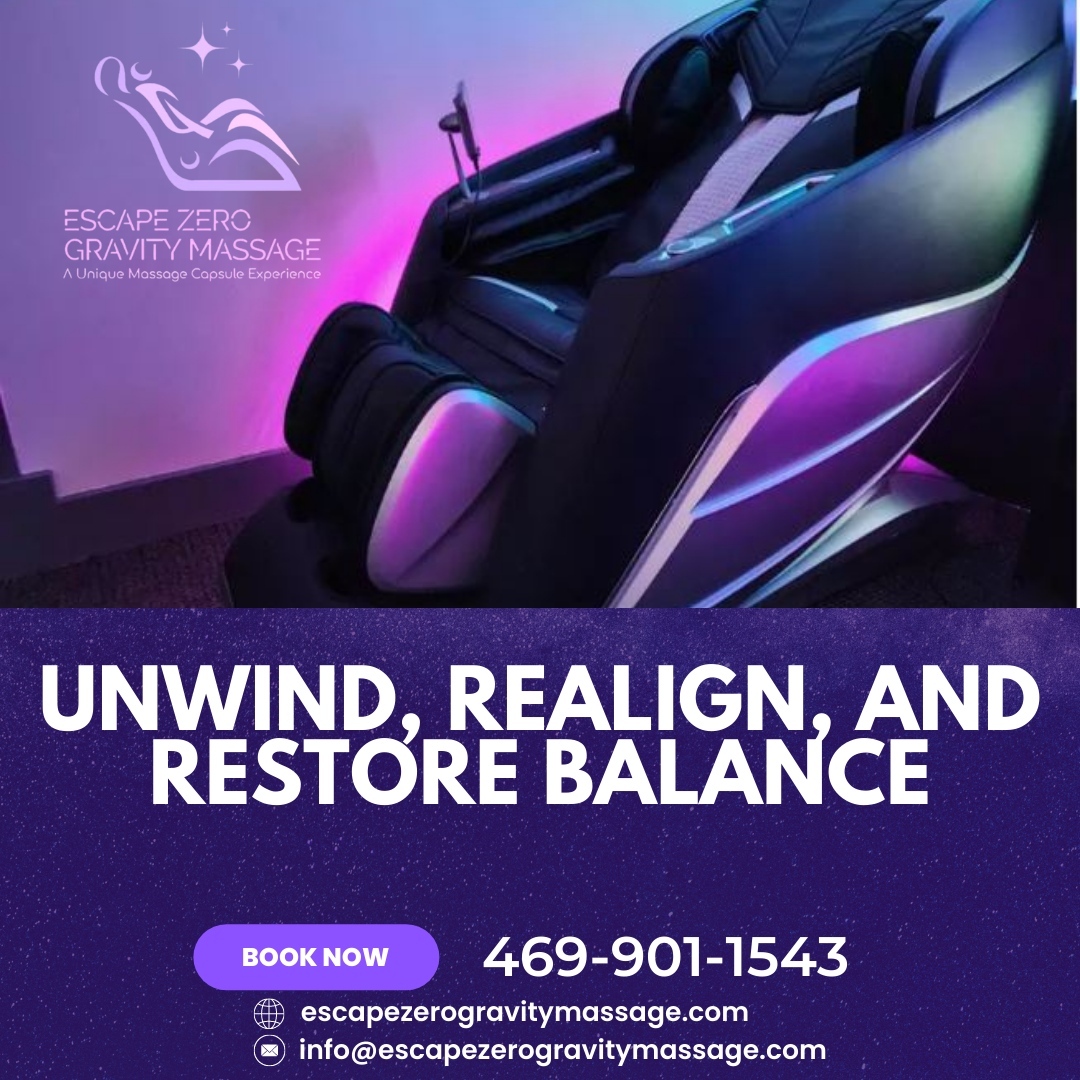 ESCAPE ZERO
GRAVITY MASSAGE
A Unique Massage Capsule Experience
UNWIND, REALIGN, AND
RESTORE BALANCE
BOOK NOW
469-901-1543
escapezerogravitymassage.com
info@escapezerogravitymassage.com